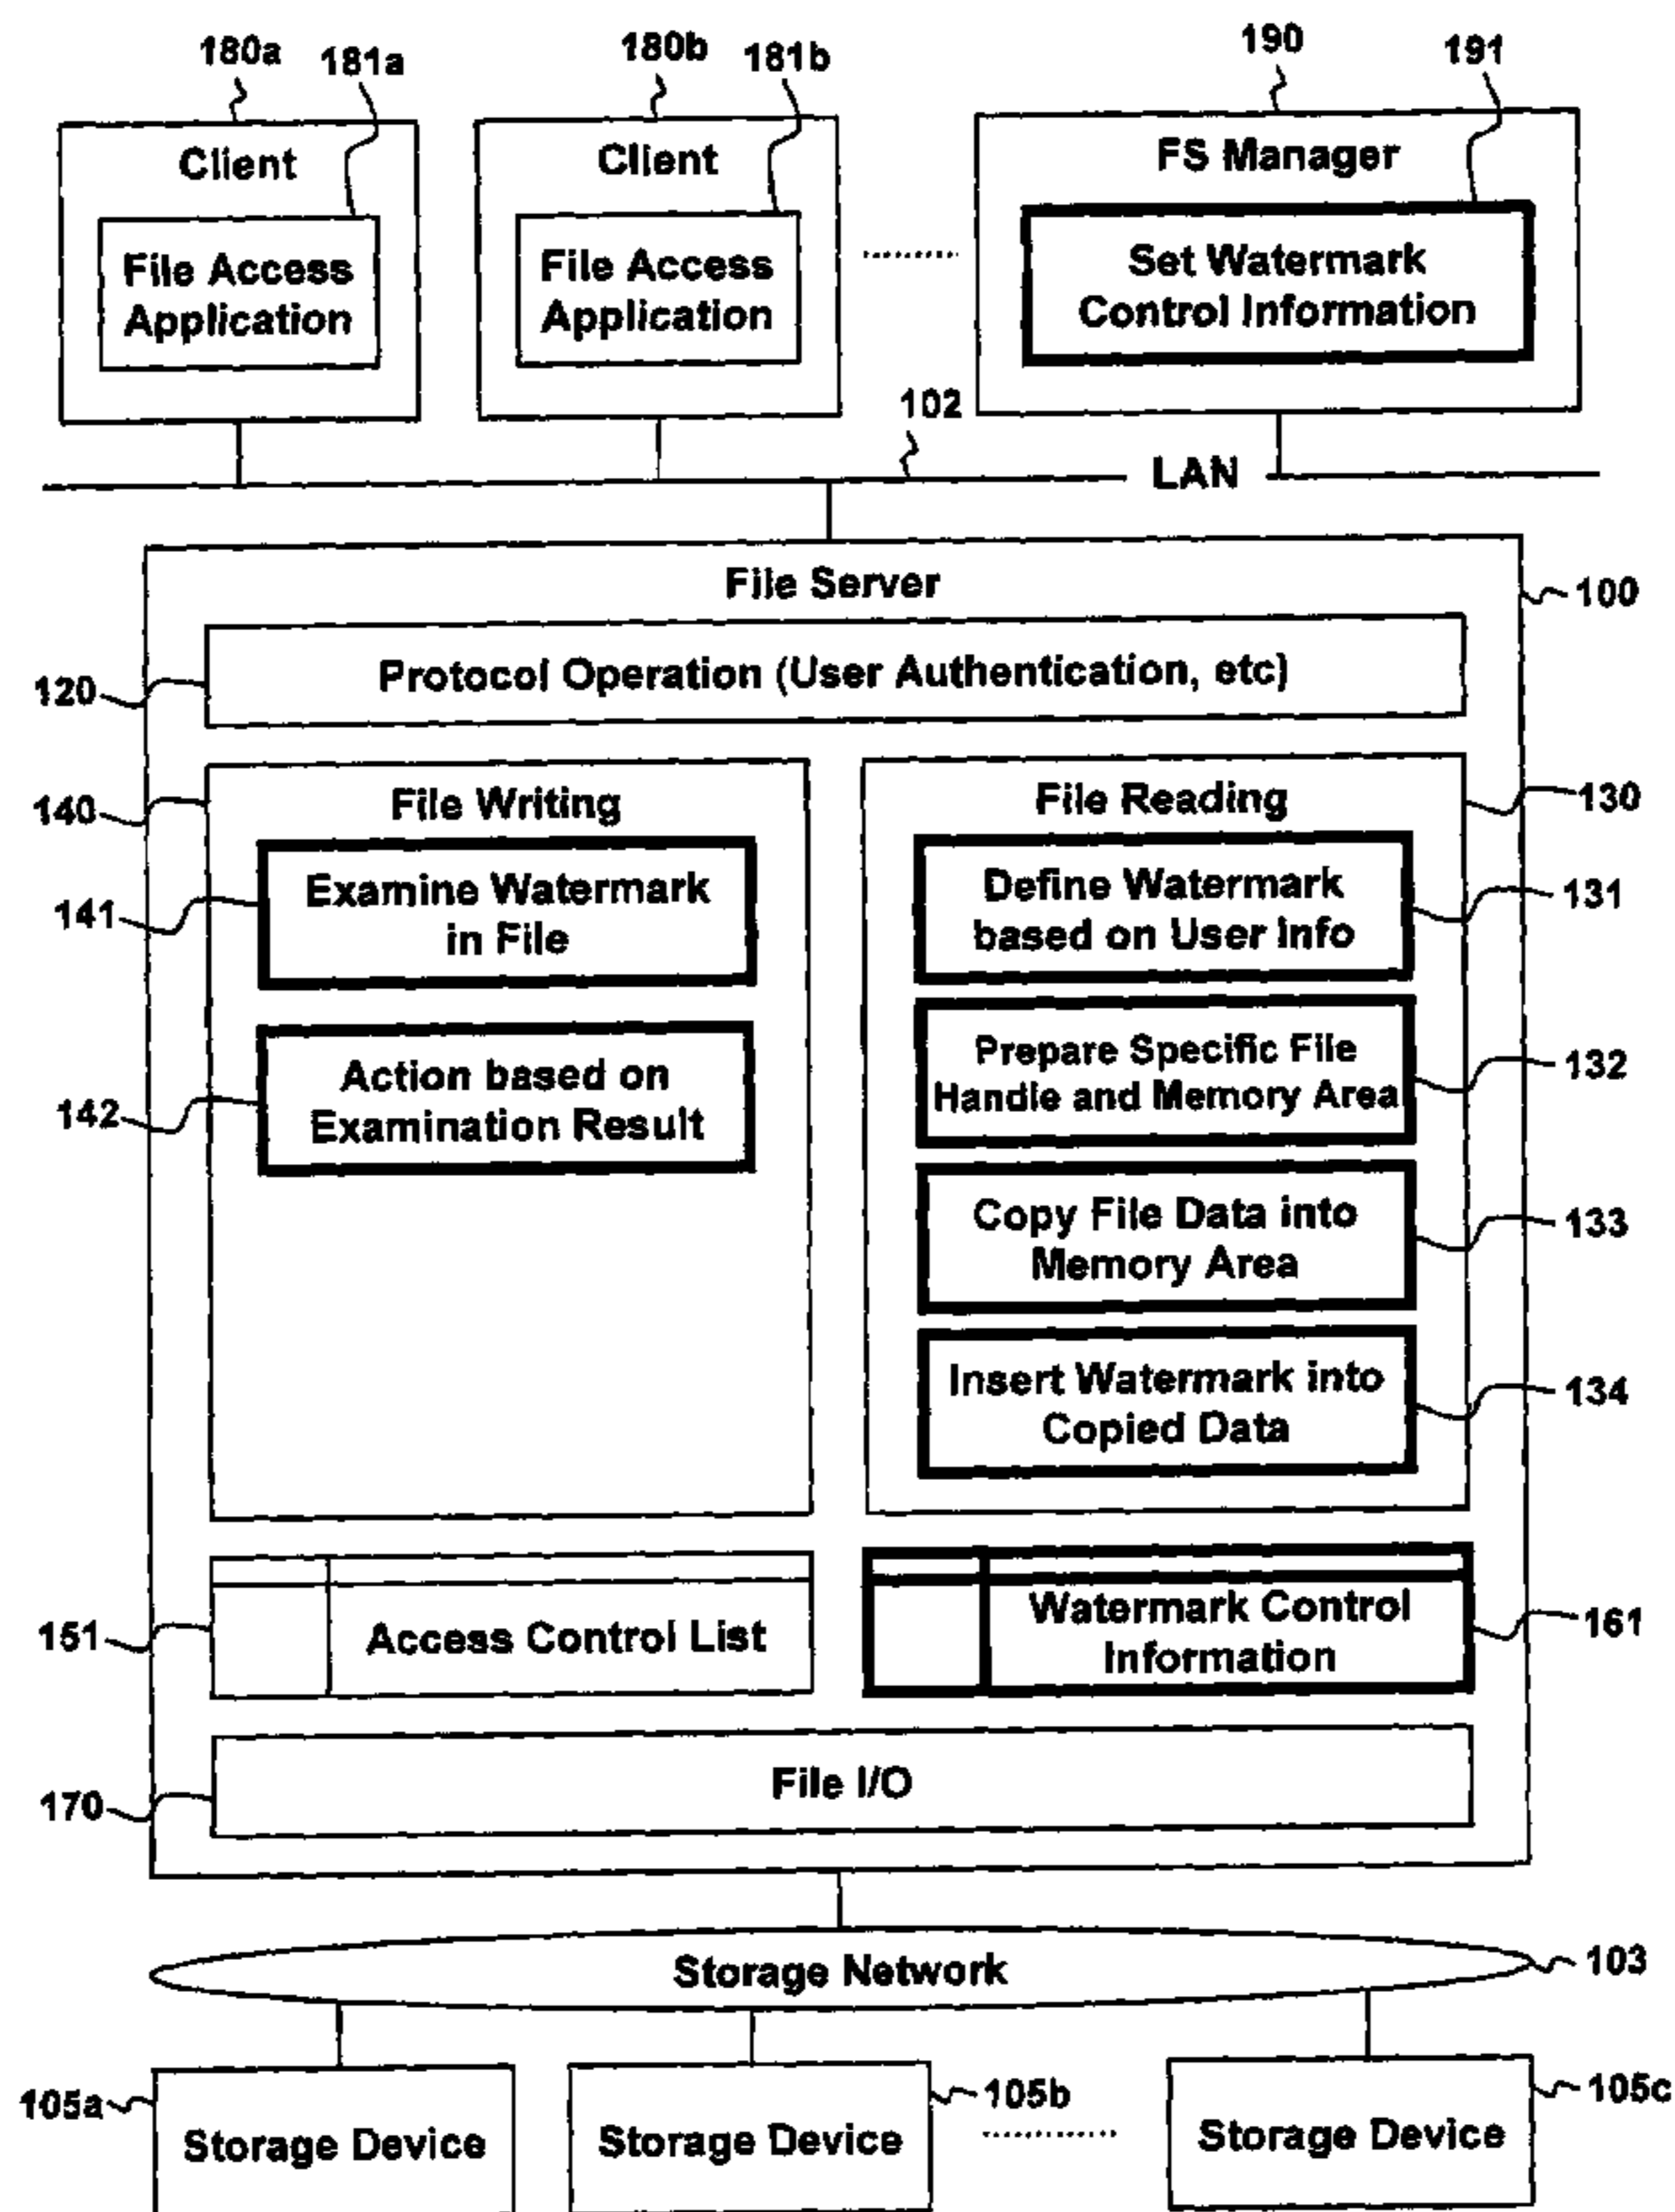 180a 181a 180b 181b 190 191
Client
File Access
Application
Client
File Access
Application
FS Manager
Set Watermark
Control Information
102
LAN
File Server
100
120
Protocol Operation (User Authentication, etc)
140
File Writing
141
Examine Watermark
in File
142
Action based on
Examination Result
File Reading
130
Define Watermark
based on User Info
131
Prepare Specific File
Handle and Memory Area
132
Copy File Data into
Memory Area
133
Insert Watermark into
Copied Data
134
151
Access Control List
Watermark Control
Information
161
170
File I/O
Storage Network
103
105a
Storage Device
105b
Storage Device
105c
Storage Device